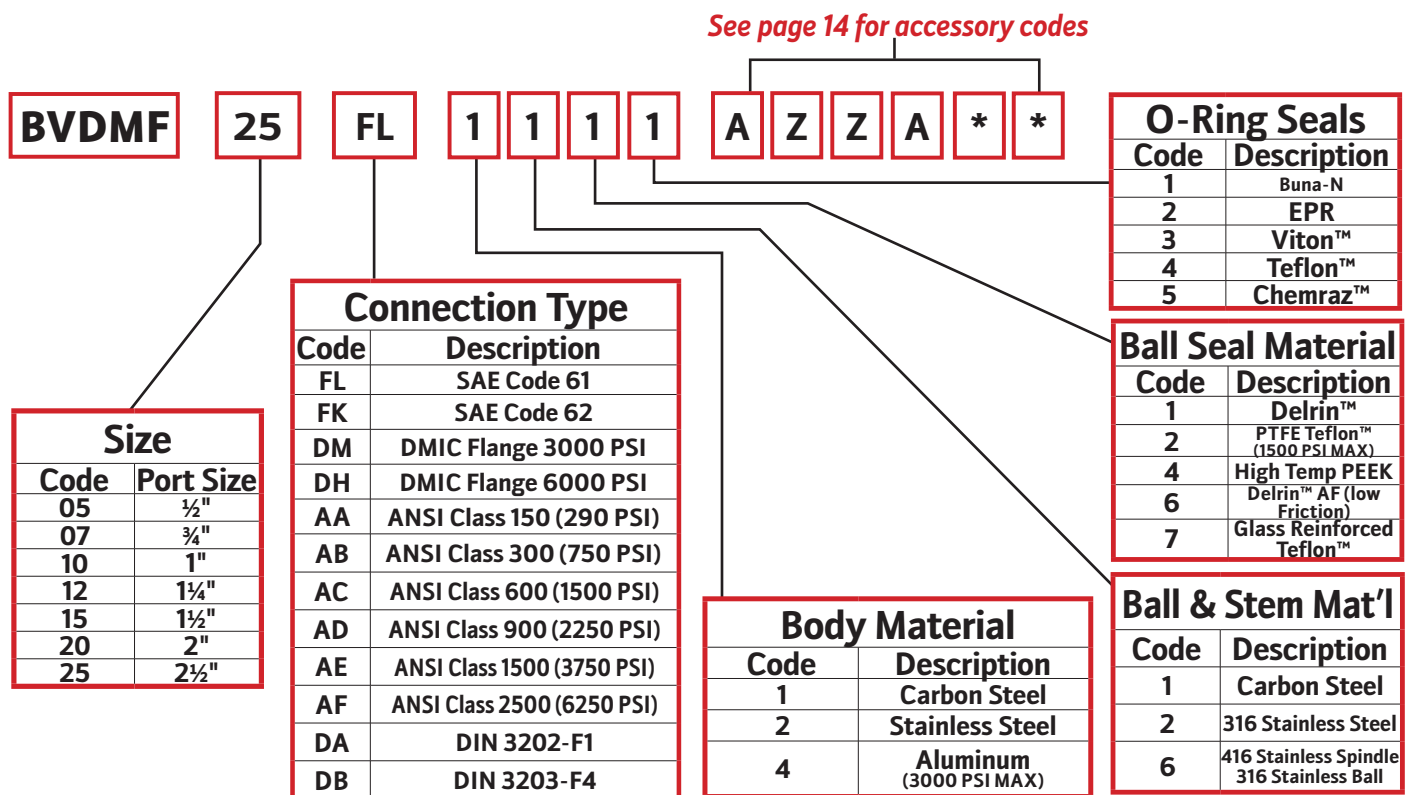 See page 14 for accessory codes
BVDMF 25 FL 1 1 1 1 A Z Z A * *
O-Ring Seals
Code Description
1 Buna-N
2 EPR
3 Viton™
4 Teflon™
5 Chemraz™
Connection Type
Code Description
FL SAE Code 61
FK SAE Code 62
DM DMIC Flange 3000 PSI
DH DMIC Flange 6000 PSI
AA ANSI Class 150 (290 PSI)
AB ANSI Class 300 (750 PSI)
AC ANSI Class 600 (1500 PSI)
AD ANSI Class 900 (2250 PSI)
AE ANSI Class 1500 (3750 PSI)
AF ANSI Class 2500 (6250 PSI)
DA DIN 3202-F1
DB DIN 3203-F4
Ball Seal Material
Code Description
1 Delrin™
2 PTFE Teflon™
(1500 PSI MAX)
4 High Temp PEEK
6 Delrin™ AF (low
Friction)
7 Glass Reinforced
Teflon™
Size
Code Port Size
05 ½"
07 ¾"
10 1"
12 1¼"
15 1½"
20 2"
25 2½"
Body Material
Code Description
1 Carbon Steel
2 Stainless Steel
4 Aluminum
(3000 PSI MAX)
Ball & Stem Mat'l
Code Description
1 Carbon Steel
2 316 Stainless Steel
6 416 Stainless Spindle
316 Stainless Ball